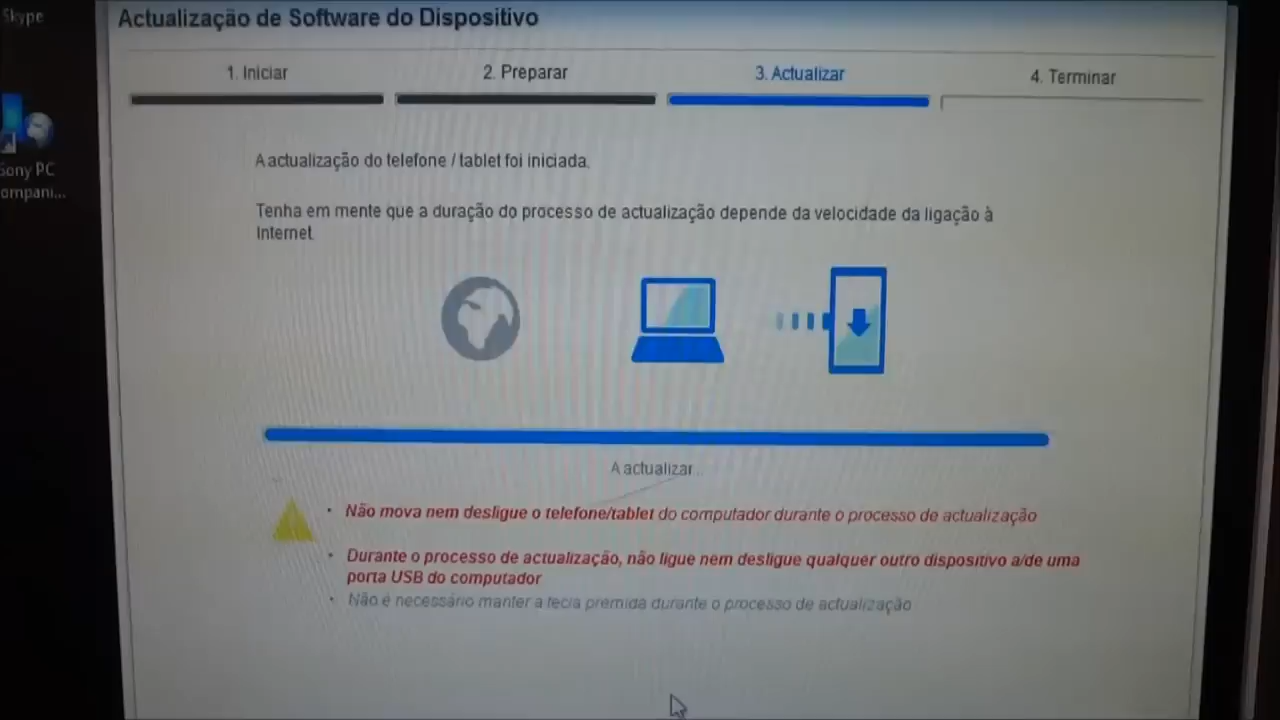 Skype
Actualização de Software do Dispositivo
1. Iniciar
2. Preparar
3. Actualizar
4. Terminar
Sony PC
ompani...
A actualização do telefone / tablet foi iniciada.
Tenha em mente que a duração do processo de actualização depende da velocidade da ligação à
Internet.
A actualizar...
• Não mova nem desligue o telefone/tablet do computador durante o processo de actualização
• Durante o processo de actualização, não ligue nem desligue qualquer outro dispositivo a/de uma
porta USB do computador
• Não é necessário manter a tecla premida durante o processo de actualização